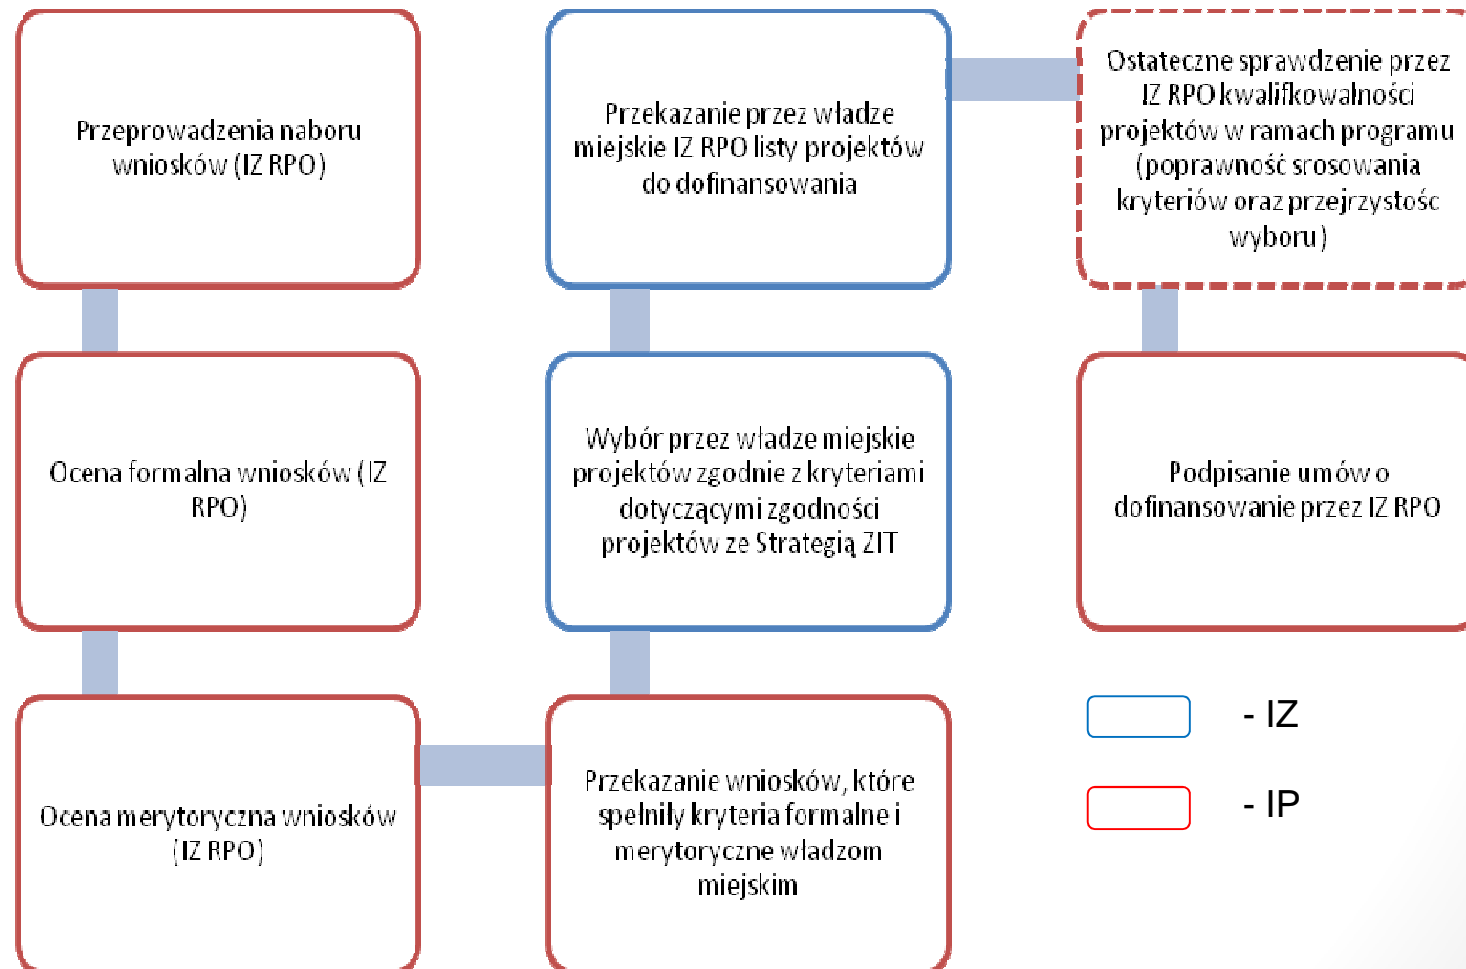 Przeprowadzenia naboru
wniosków (IZ RPO)
Ocena formalna wniosków (IZ
RPO)
Ocena merytoryczna wniosków
(IZ RPO)
Przekazanie wniosków, które
spełniły kryteria formalne i
merytoryczne władzom
miejskim
Wybór przez władze miejskie
projektów zgodnie z kryteriami
dotyczącymi zgodności
projektów ze Strategią ZIT
Przekazanie przez władze
miejskie IZ RPO listy projektów
do dofinansowania
Ostateczne sprawdzenie przez
IZ RPO kwalifkowalności
projektów w ramach programu
(poprawność srosowania
kryteriów oraz przejrzystośc
wyboru)
Podpisanie umów o
dofinansowanie przez IZ RPO
- IZ
- IP